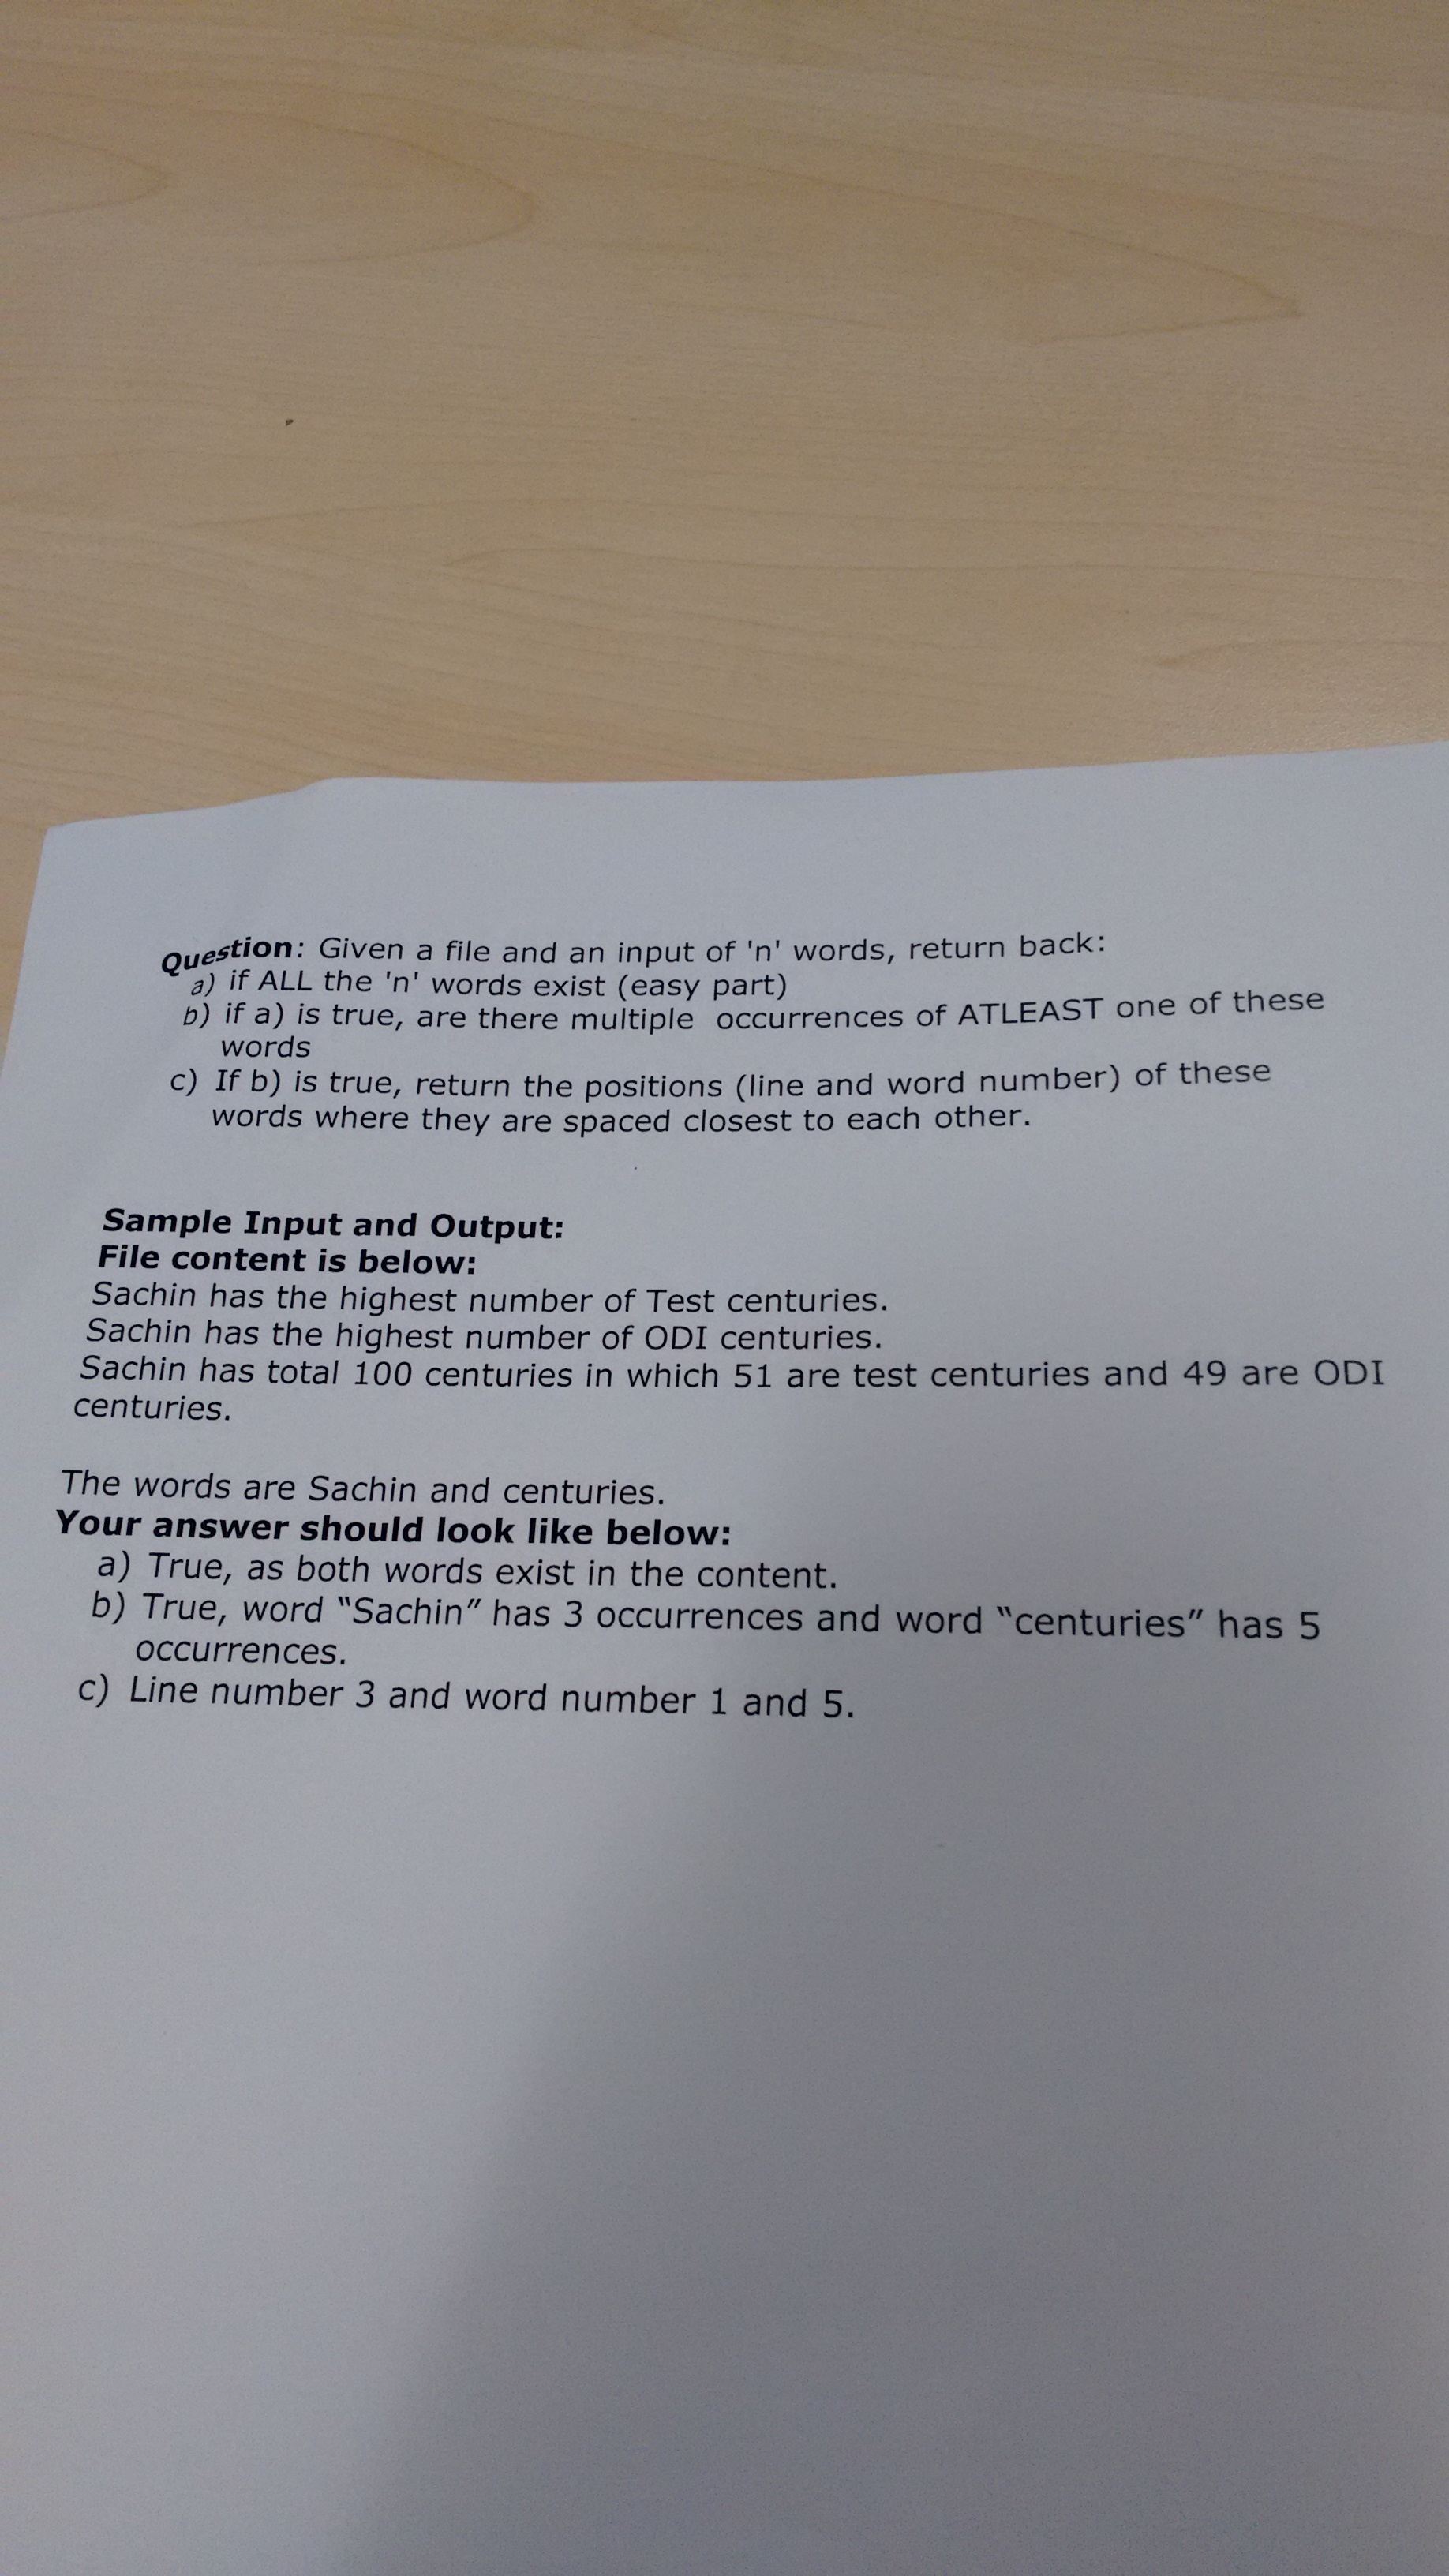 Question: Given a file and an input of 'n' words, return back:
a) if ALL the 'n' words exist (easy part)
b) if a) is true, are there multiple occurrences of ATLEAST one of these
words
c) If b) is true, return the positions (line and word number) of these
words where they are spaced closest to each other.
Sample Input and Output:
File content is below:
Sachin has the highest number of Test centuries.
Sachin has the highest number of ODI centuries.
Sachin has total 100 centuries in which 51 are test centuries and 49 are ODI
centuries.
The words are Sachin and centuries.
Your answer should look like below:
a) True, as both words exist in the content.
b) True, word “Sachin” has 3 occurrences and word “centuries” has 5
occurrences.
c) Line number 3 and word number 1 and 5.